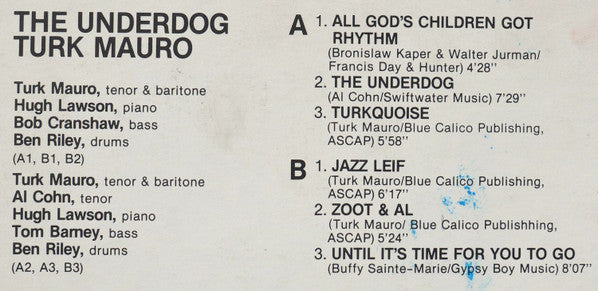 THE UNDERDOG
TURK MAURO
Turk Mauro, tenor & baritone
Hugh Lawson, piano
Bob Cranshaw, bass
Ben Riley, drums
(A1, B1, B2)
Turk Mauro, tenor & baritone
Al Cohn, tenor
Hugh Lawson, piano
Tom Barney, bass
Ben Riley, drums
(A2, A3, B3)
A 1. ALL GOD'S CHILDREN GOT
RHYTHM
(Bronislaw Kaper & Walter Jurman/
Francis Day & Hunter) 4'28"
2. THE UNDERDOG
(Al Cohn/Swiftwater Music) 7'29"
3. TURKQUOISE
(Turk Mauro/Blue Calico Publishing,
ASCAP) 5'58"
B 1. JAZZ LEIF
(Turk Mauro/Blue Calico Publishing,
ASCAP) 6'17"
2. ZOOT & AL
(Turk Mauro/ Blue Calico Publishhing,
ASCAP) 5'24"
3. UNTIL IT'S TIME FOR YOU TO GO
(Buffy Sainte-Marie/Gypsy Boy Music) 8'07"